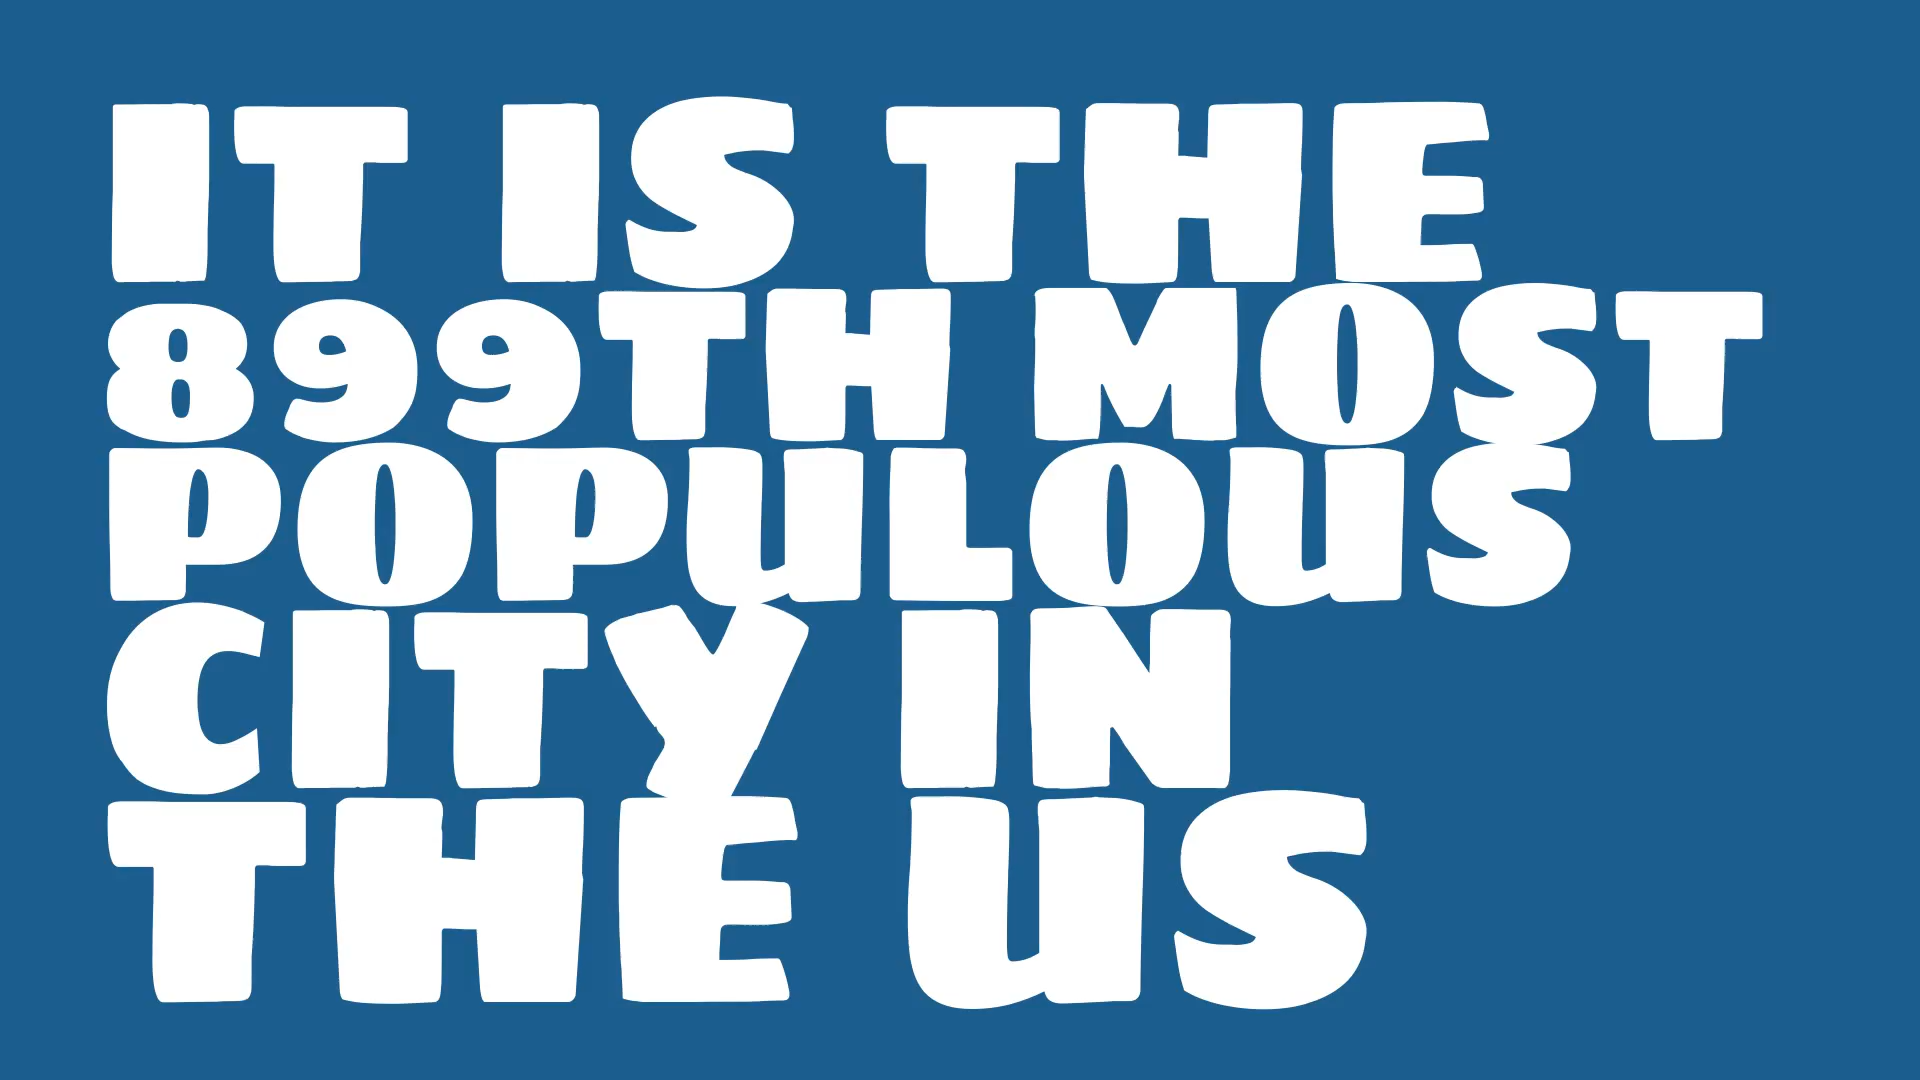 IT IS THE
899TH MOST
POPULOUS
CITY IN
THE US